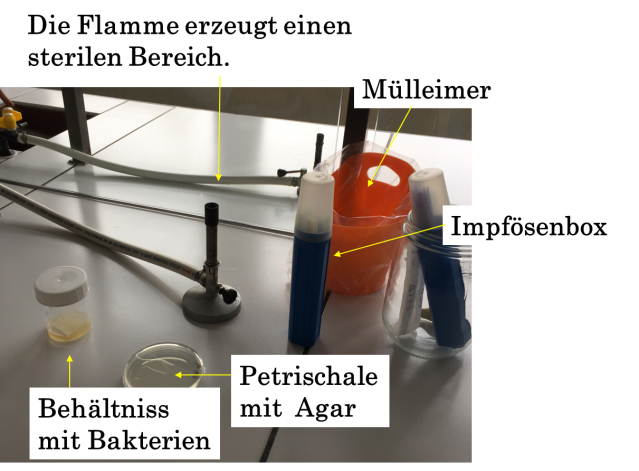 Die Flamme erzeugt einen
sterilen Bereich.
Mülleimer
Impfösenbox
Petrischale
mit Agar
Behältniss
mit Bakterien